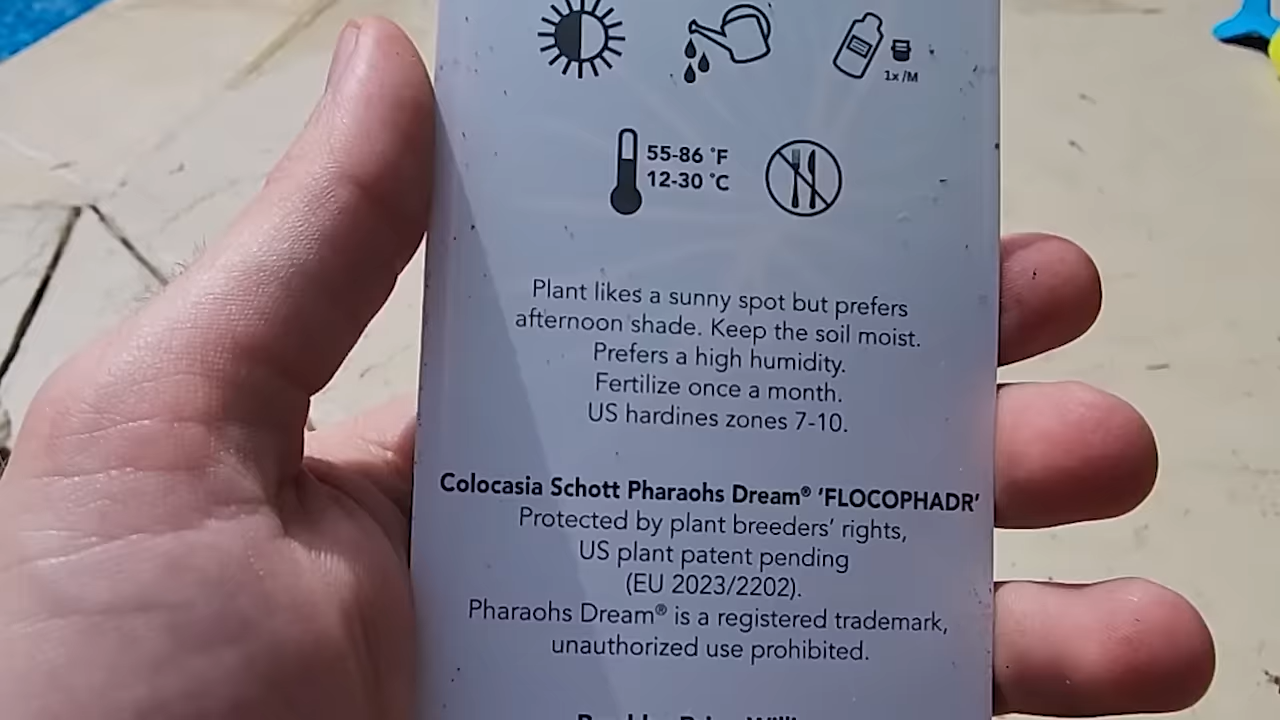 1x /M
55-86 °F
12-30 °C
Plant likes a sunny spot but prefers
afternoon shade. Keep the soil moist.
Prefers a high humidity.
Fertilize once a month.
US hardines zones 7-10.
Colocasia Schott Pharaohs Dream® 'FLOCOPHADR'
Protected by plant breeders' rights,
US plant patent pending
(EU 2023/2202).
Pharaohs Dream® is a registered trademark,
unauthorized use prohibited.